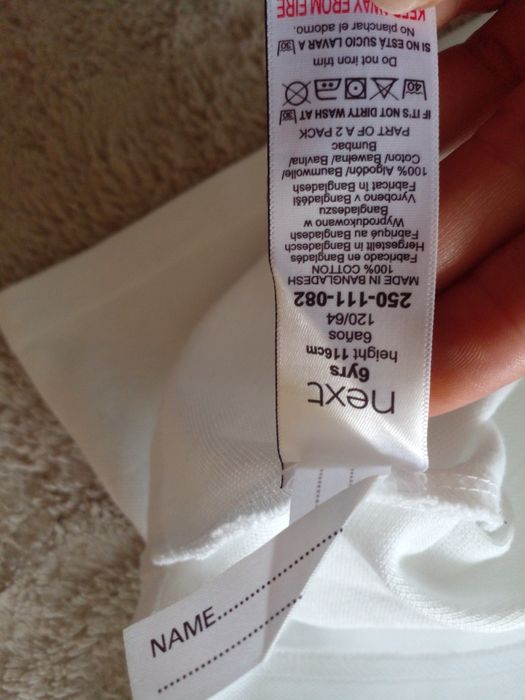 next
6yrs
height 116cm
6años
120/64
250-111-082
MADE IN BANGLADESH
100% COTTON
Fabricado en Bangladés
Hergestellt in Bangladesch
Fabriqué au Bangladesh
Wyprodukowano w
Bangladeszu
Vyrobeno v Bangladéši
Fabricat în Bangladesh
100% Algodón/ Baumwolle/
Coton/ Bawełna/ Bavlna/
Bumbac
PART OF A 2 PACK
IF IT'S NOT DIRTY WASH AT 30
40
Do not iron trim
SI NO ESTÁ SUCIO LAVAR A 30
No planchar el adorno.
KEEP AWAY FROM FIRE
NAME